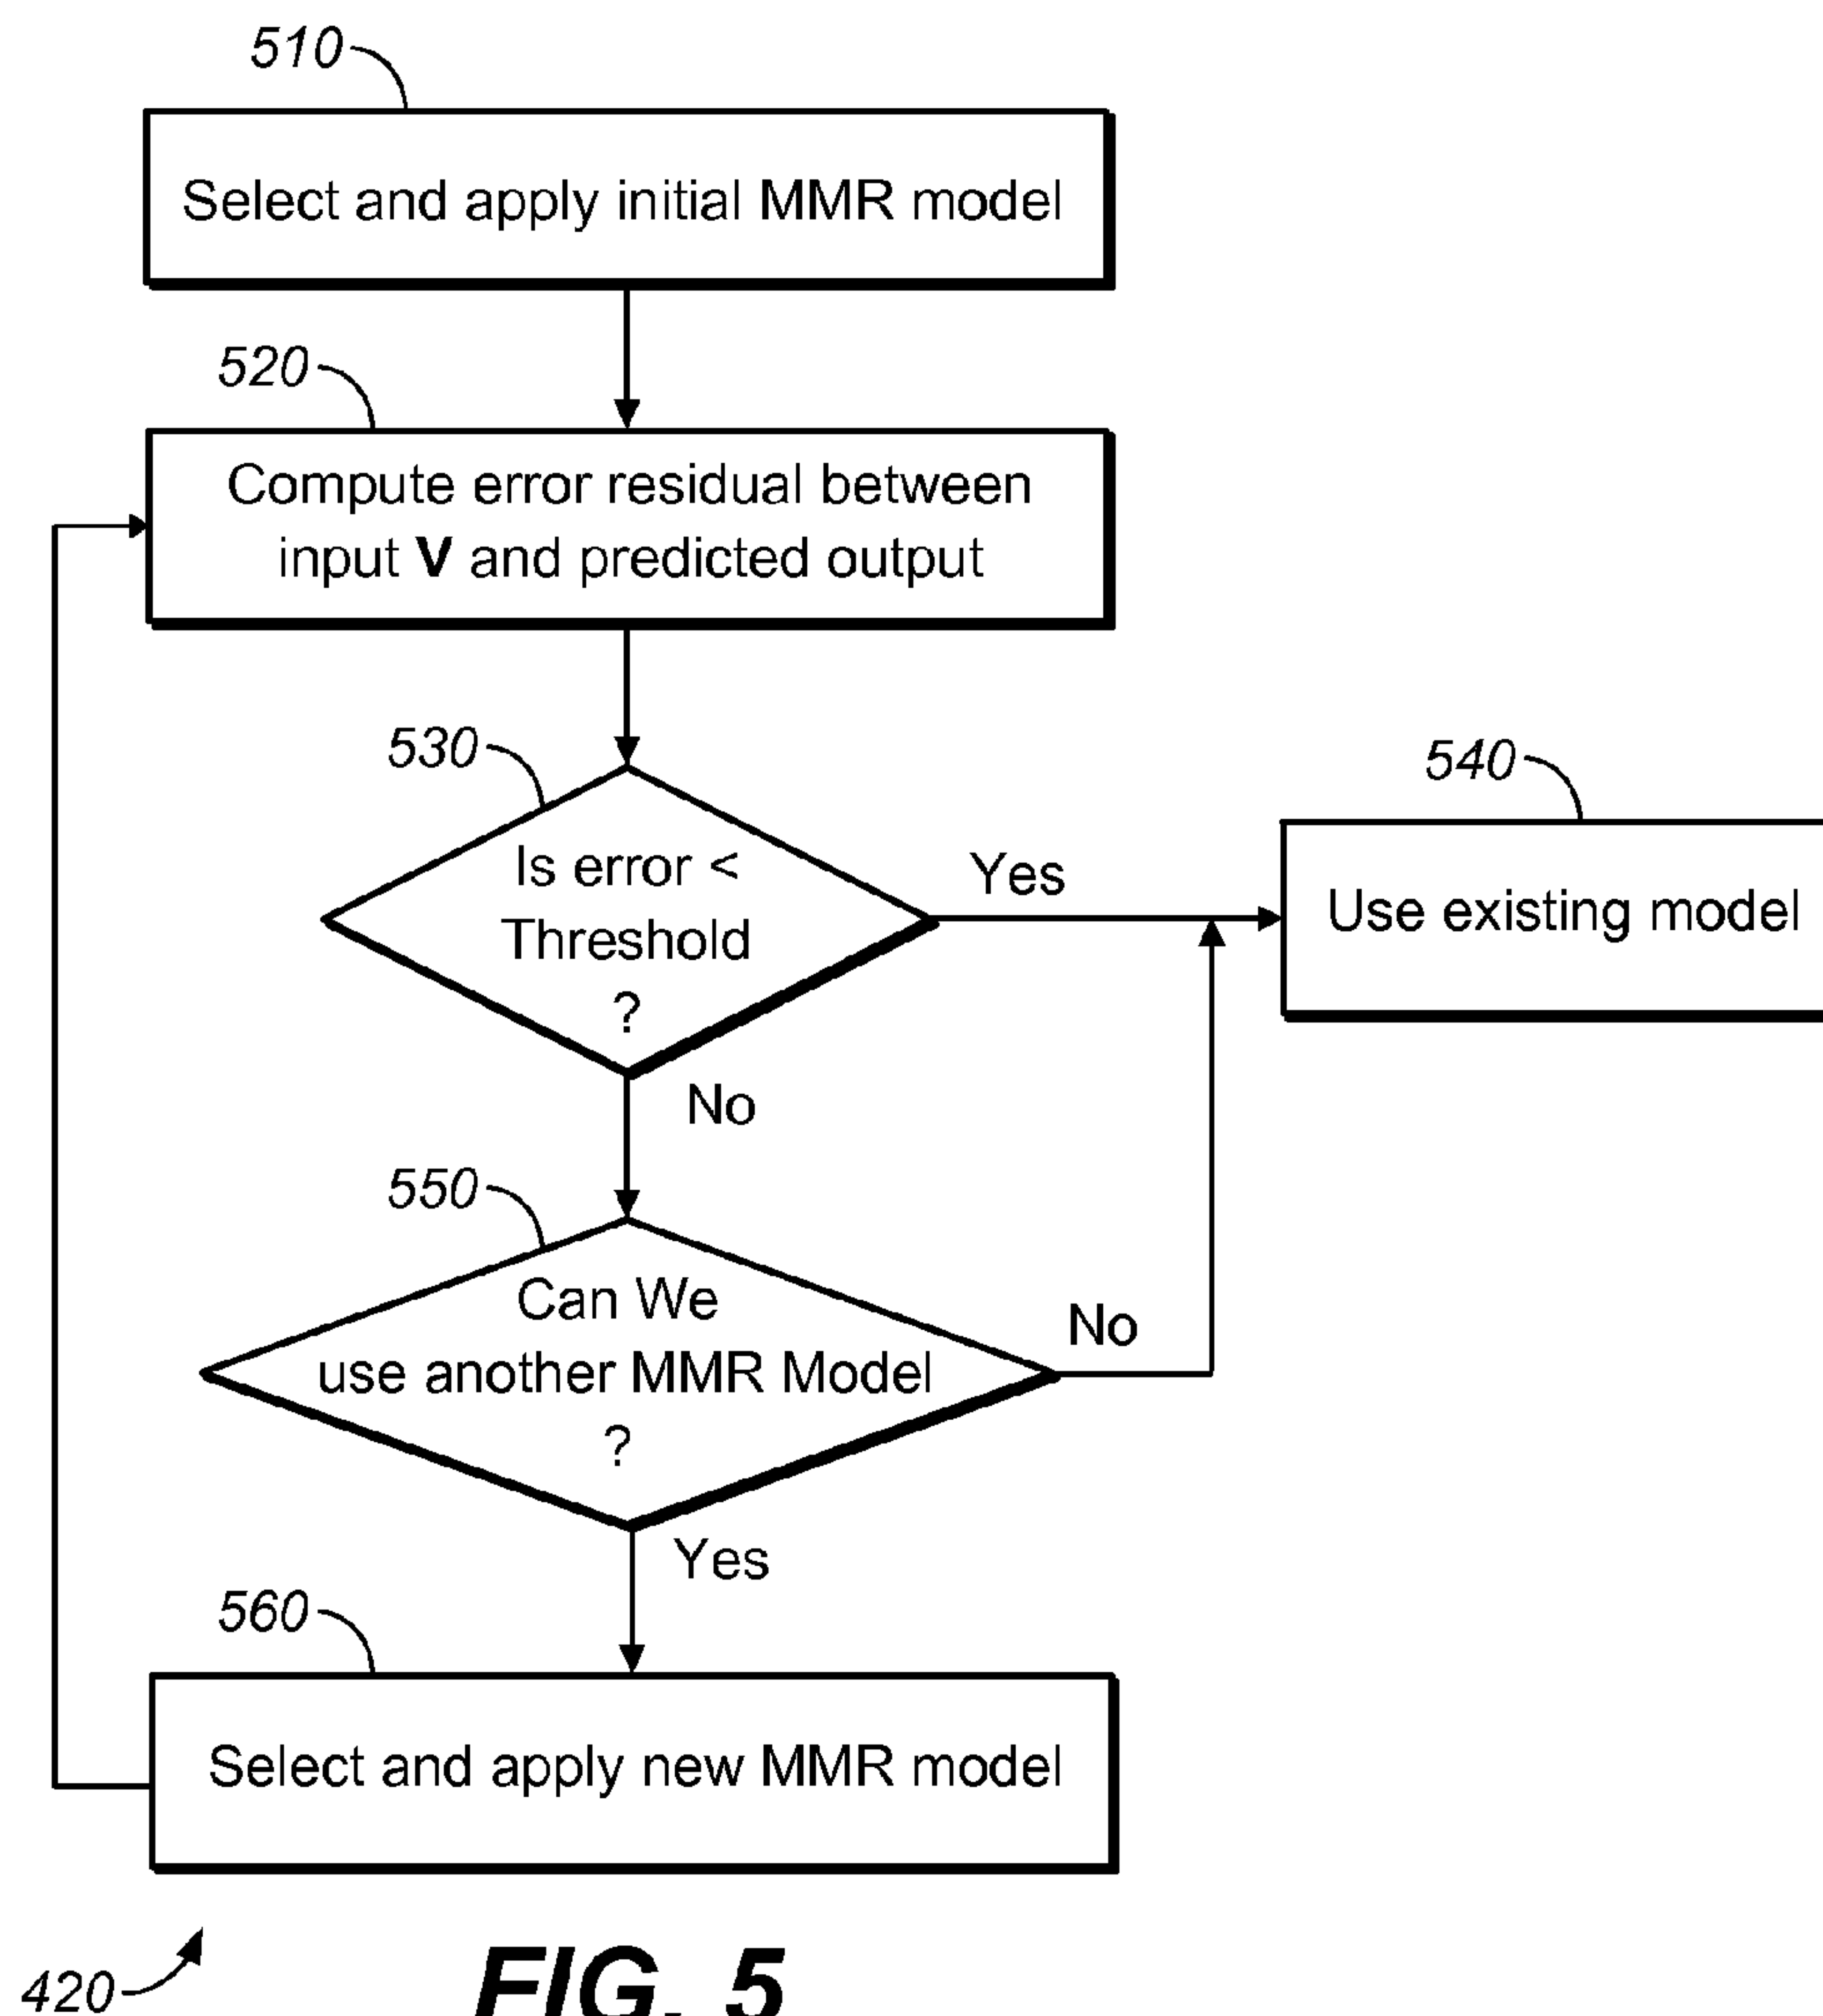 510
Select and apply initial MMR model
520
Compute error residual between
input V and predicted output
530
Is error <
Threshold
?
Yes
540
Use existing model
No
550
Can We
use another MMR Model
?
No
Yes
560
Select and apply new MMR model
420
FIG. 5